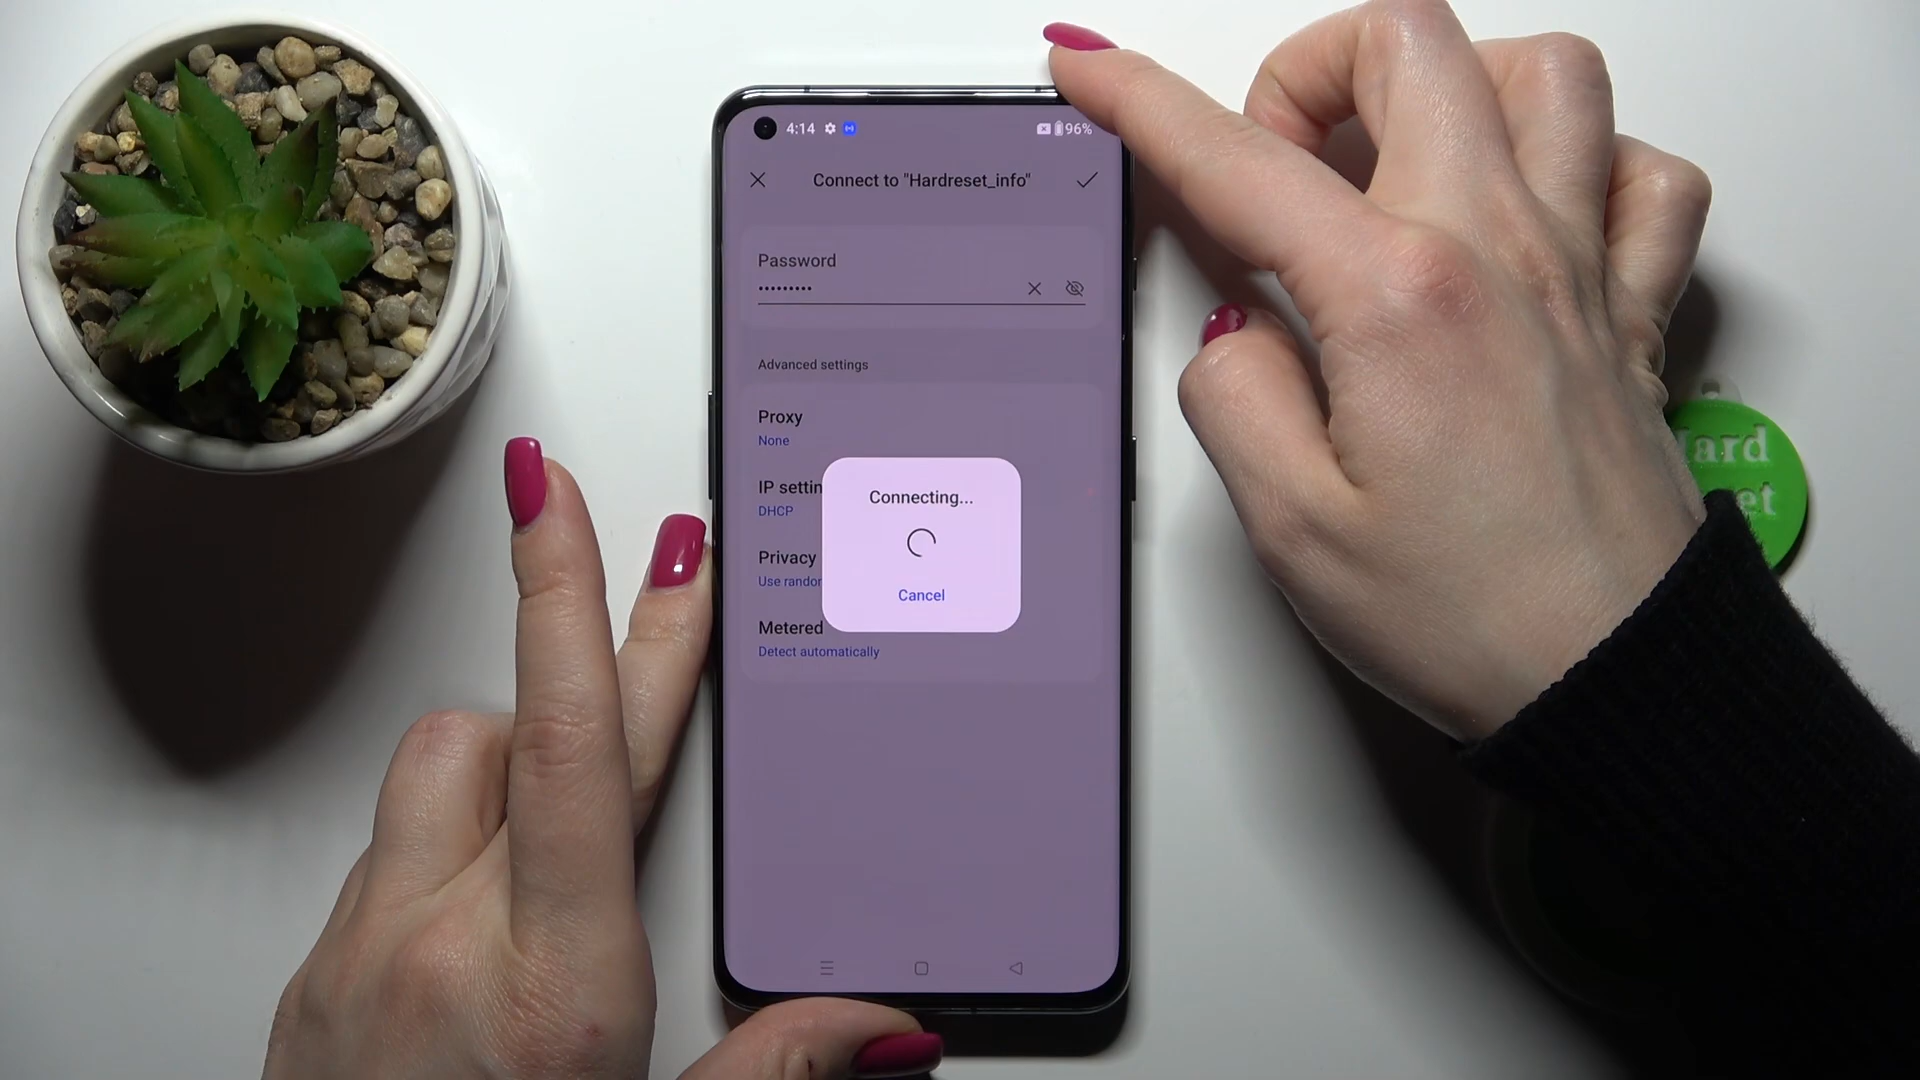 4:14
96%
Connect to "Hardreset_info"
Password
•••••••••
Advanced settings
Proxy
None
IP settin
DHCP
Connecting...
Privacy
Use randor
Cancel
Metered
Detect automatically